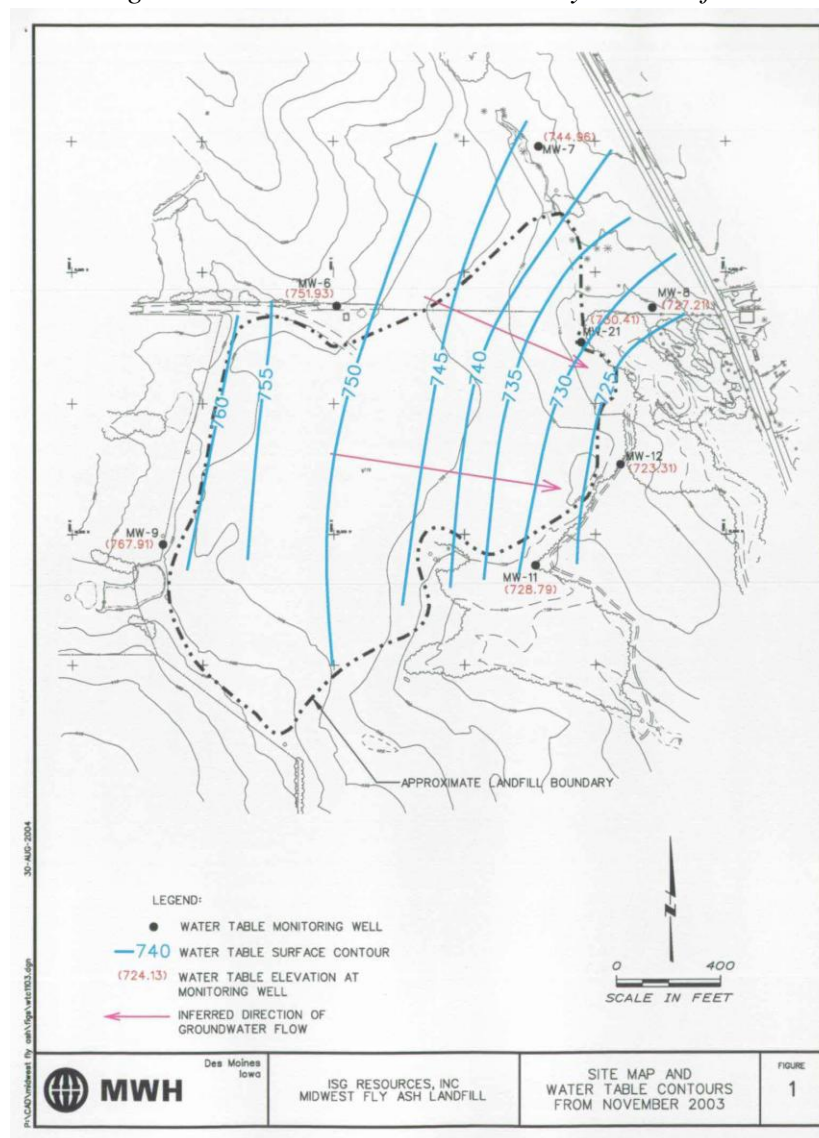 (744.96)
MW-7
MW-6
(751.93)
MW-8
(727.21)
(730.41)
MW-21
760
755
750
745
740
735
730
725
MW-12
(723.31)
MW-9
(767.91)
MW-11
(728.79)
APPROXIMATE LANDFILL BOUNDARY
30-AUG-2004
LEGEND:
WATER TABLE MONITORING WELL
740 WATER TABLE SURFACE CONTOUR
(724.13) WATER TABLE ELEVATION AT
MONITORING WELL
INFERRED DIRECTION OF
GROUNDWATER FLOW
N
0 400
SCALE IN FEET
MWH
Des Moines
Iowa
ISG RESOURCES, INC
MIDWEST FLY ASH LANDFILL
SITE MAP AND
WATER TABLE CONTOURS
FROM NOVEMBER 2003
FIGURE
1